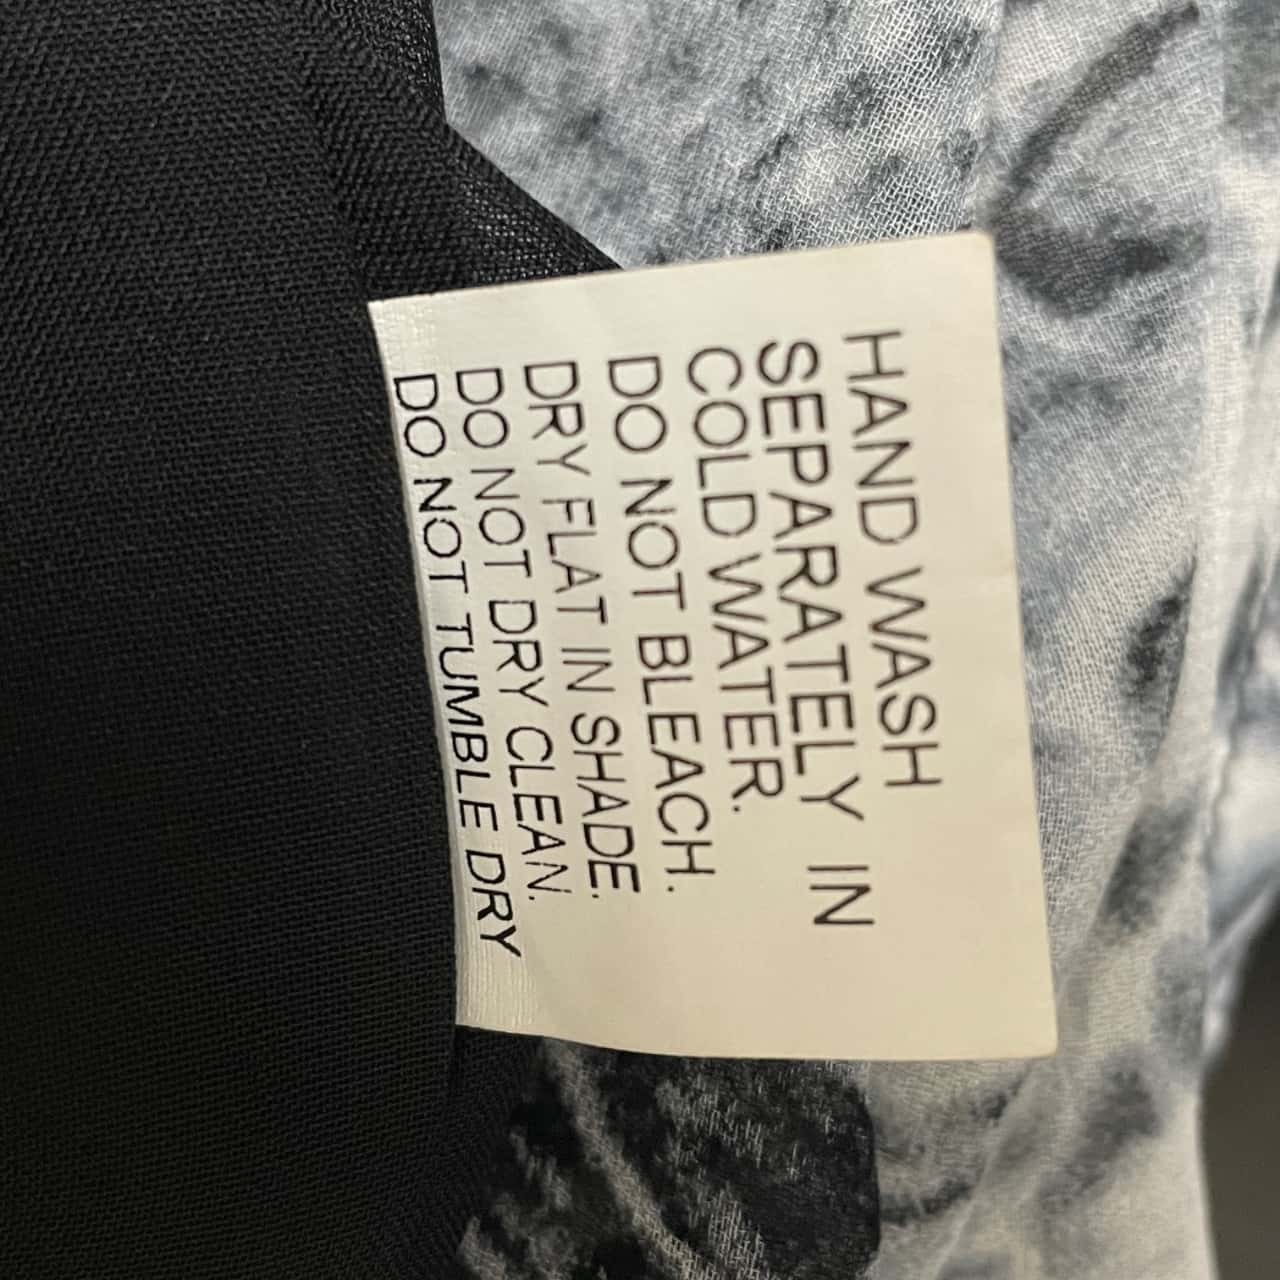 HAND WASH
SEPARATELY IN
COLD WATER.
DO NOT BLEACH.
DRY FLAT IN SHADE.
DO NOT DRY CLEAN.
DO NOT TUMBLE DRY